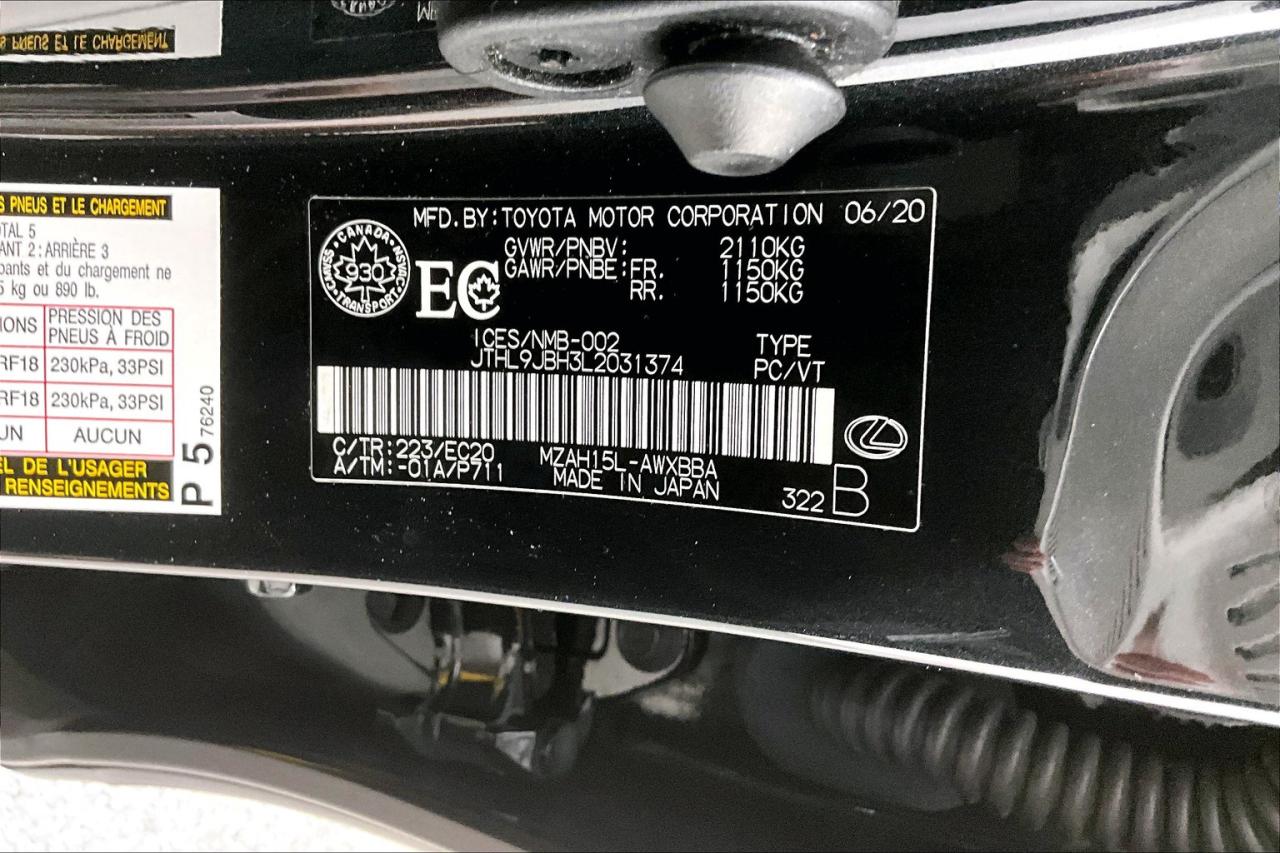 PNEUS ET LE CHARGEMENT
S PNEUS ET LE CHARGEMENT
TAL 5
ANT 2: ARRIÈRE 3
pants et du chargement ne
5 kg ou 890 lb.
IONS PRESSION DES PNEUS À FROID
RF18 230kPa, 33PSI
RF18 230kPa, 33PSI
UN AUCUN
EL DE L'USAGER
RENSEIGNEMENTS
P 5 76240
MFD.BY:TOYOTA MOTOR CORPORATION 06/20
CANADA
930
TRANSPORT
CMVSS
NSVAC
EC
GVWR/PNBV: 2110KG
GAWR/PNBE:FR. 1150KG
RR. 1150KG
ICES/NMB-002
JTHL9JBH3L2031374
TYPE
PC/VT
C/TR:223/EC20
A/TM:-01A/P711
MZAH15L-AWXBBA
MADE IN JAPAN
322 B